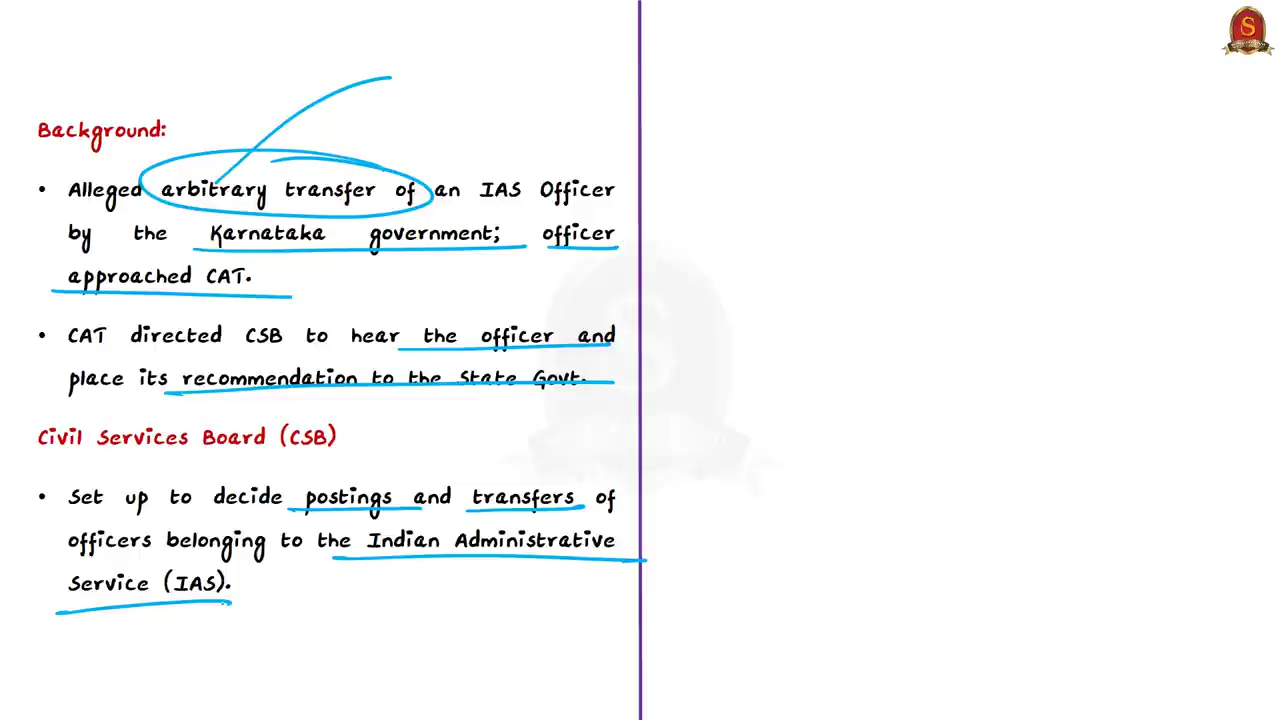 Background:
• Alleged arbitrary transfer of an IAS Officer
by the Karnataka government; officer
approached CAT.
• CAT directed CSB to hear the officer and
place its recommendation to the State Govt.
Civil Services Board (CSB)
• Set up to decide postings and transfers of
officers belonging to the Indian Administrative
Service (IAS).
S